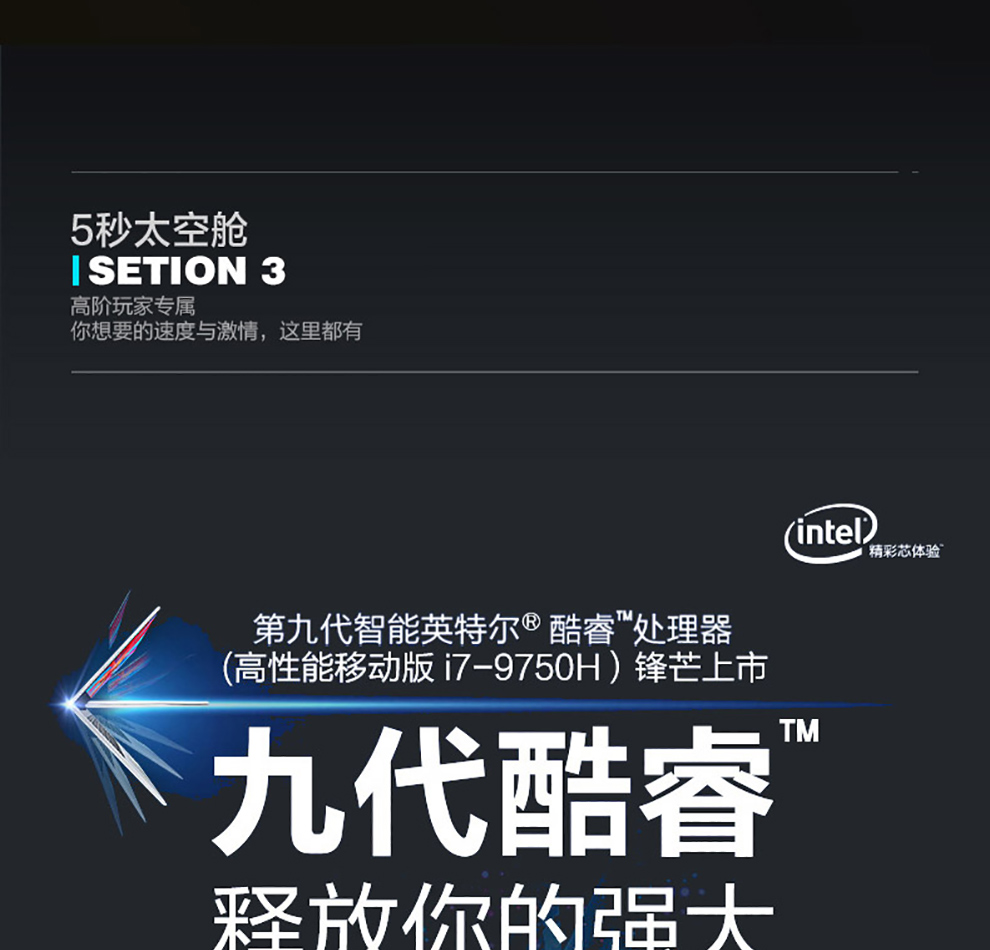 5秒太空舱
SETION 3
高阶玩家专属
你想要的速度与激情，这里都有
intel®
精彩芯体验™
第九代智能英特尔® 酷睿™处理器
(高性能移动版 i7-9750H ) 锋芒上市
九代酷睿™
释放你的强大